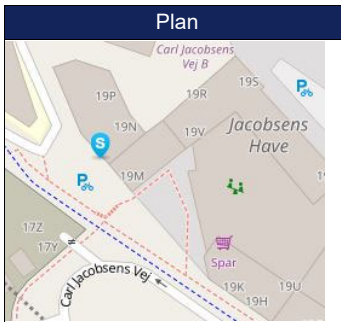 Plan
Carl Jacobsens
Vej B
19S
19P
19R
P
19N
19V
Jacobsens
Have
S
P
19M
17Z
17Y
Spar
Carl Jacobsens Vej
19K
19U
19H